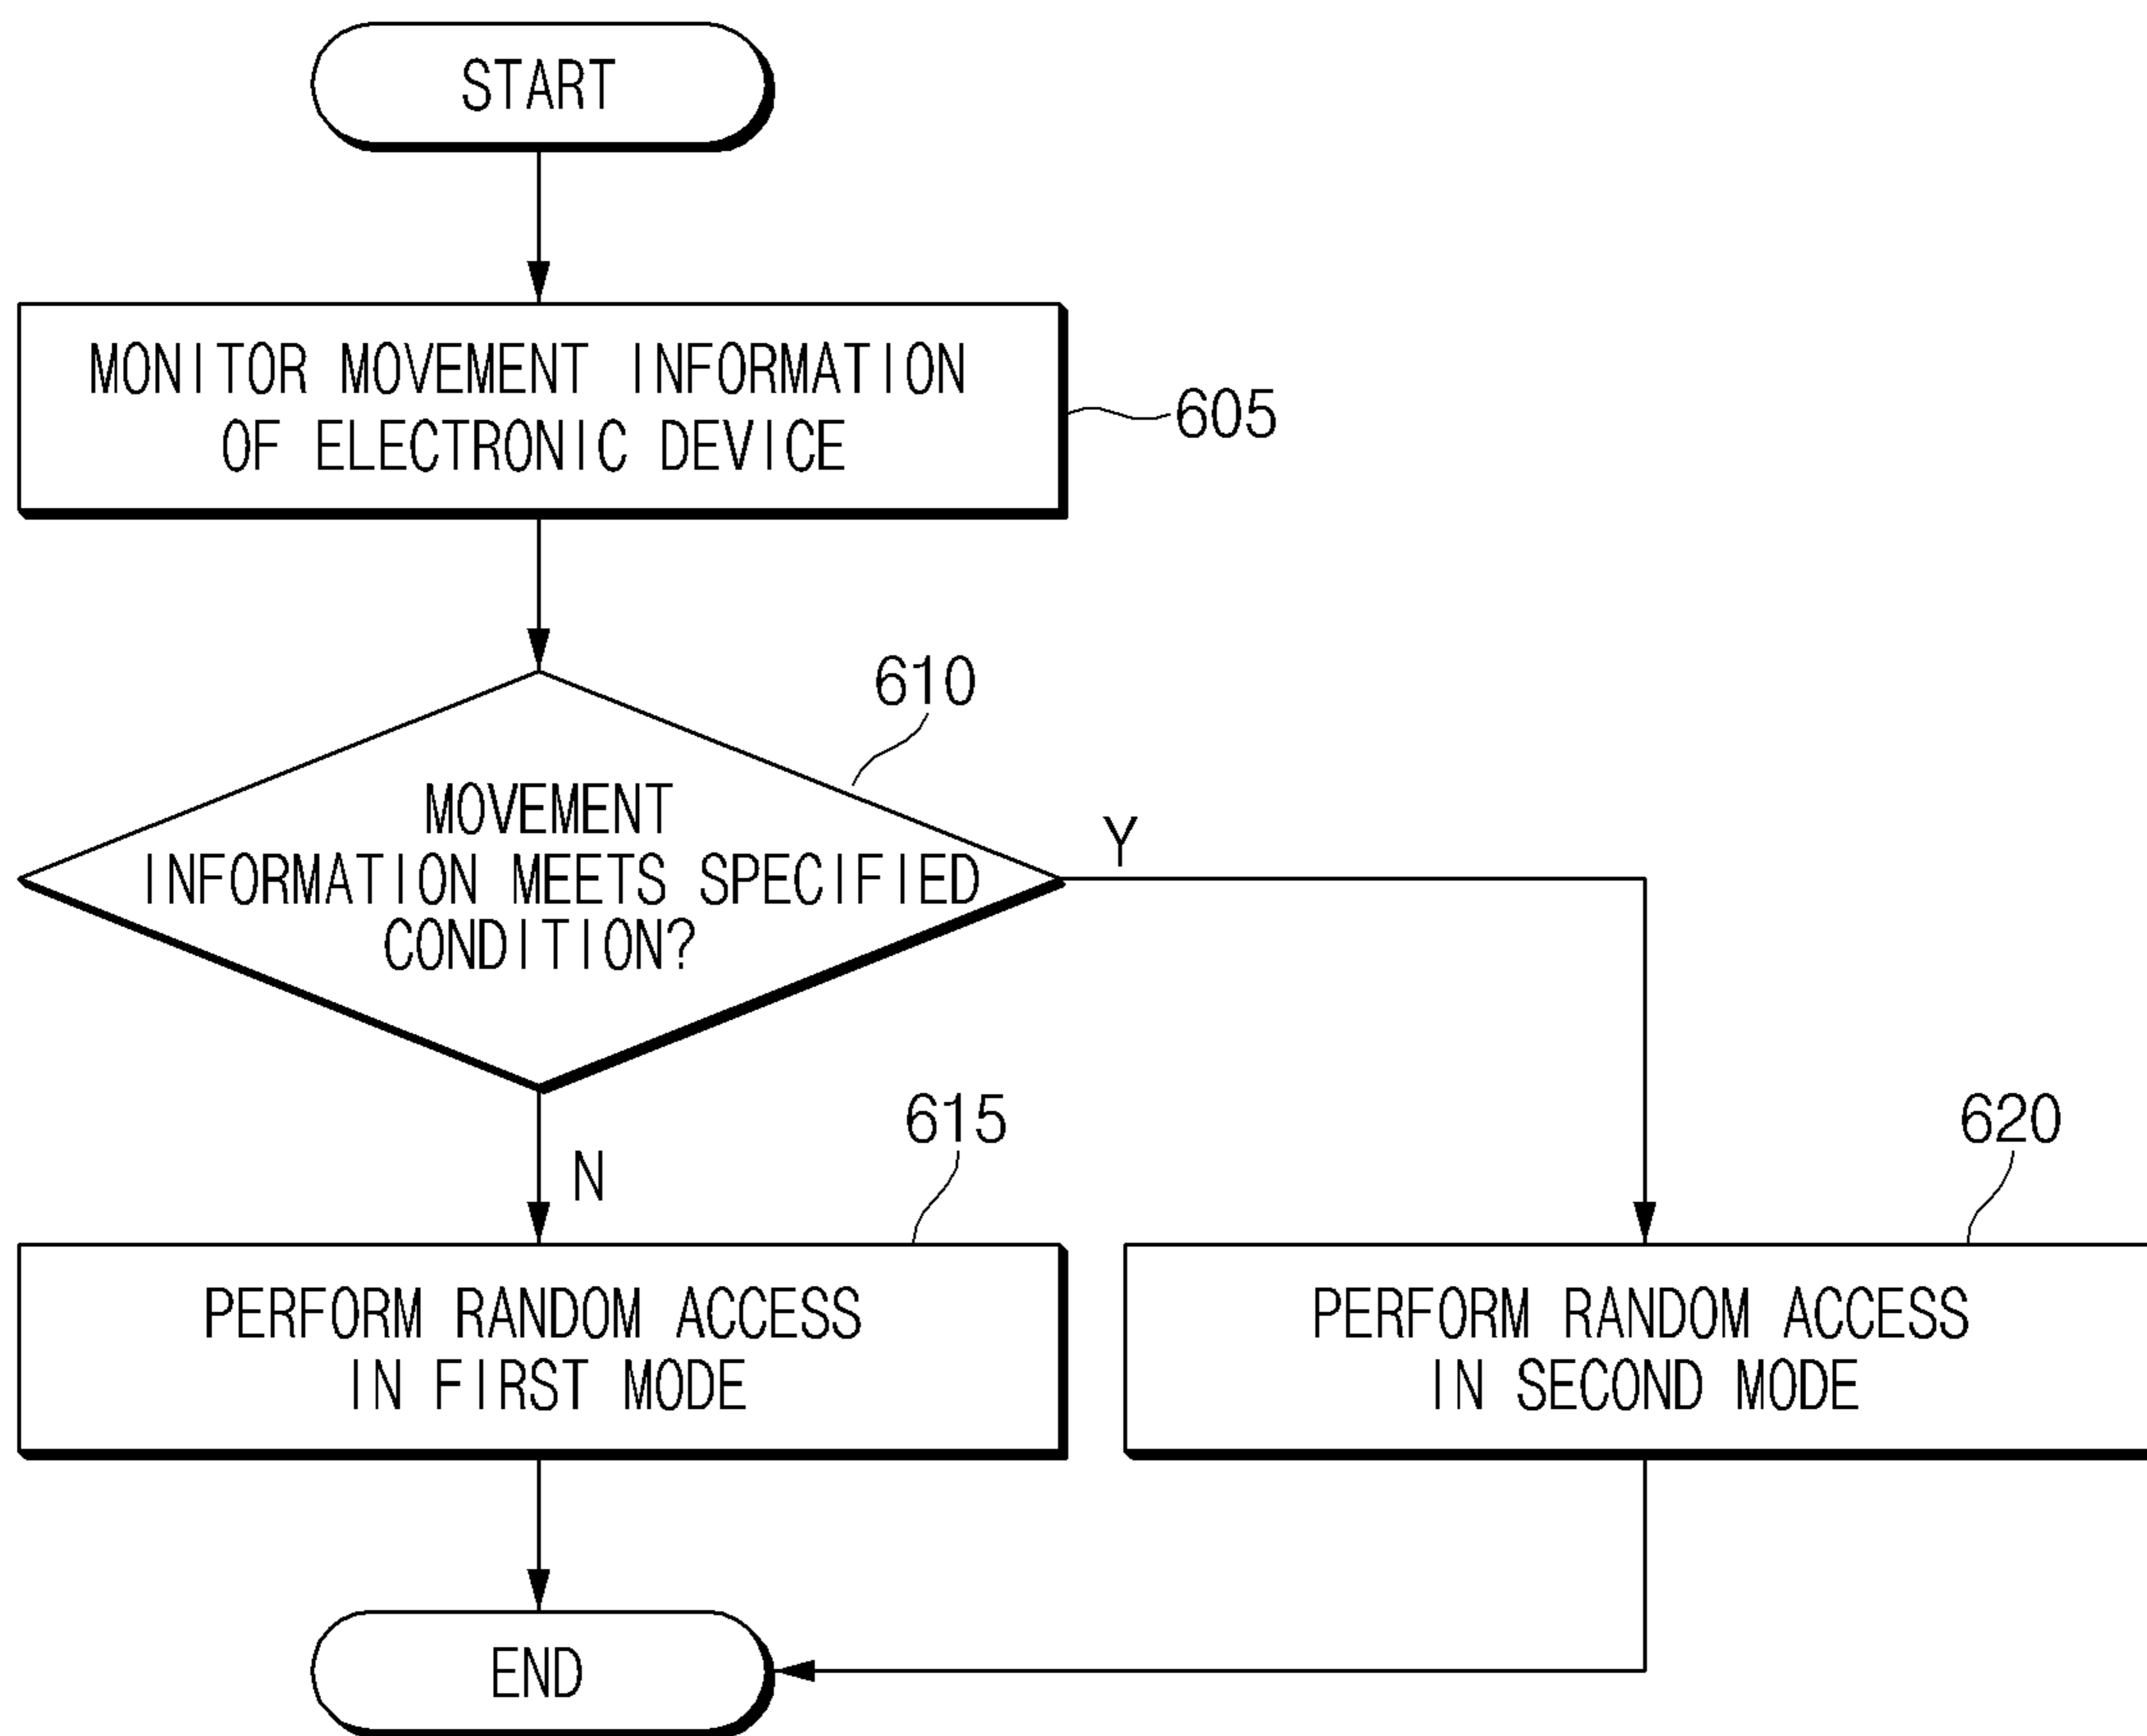 START
MONITOR MOVEMENT INFORMATION
OF ELECTRONIC DEVICE
605
610
MOVEMENT
INFORMATION MEETS SPECIFIED
CONDITION?
Y
N
615
PERFORM RANDOM ACCESS
IN FIRST MODE
620
PERFORM RANDOM ACCESS
IN SECOND MODE
END